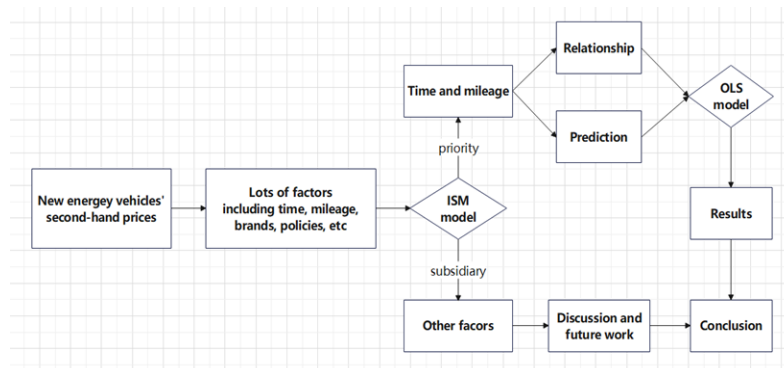 New energey vehicles'
second-hand prices
Lots of factors
including time, mileage,
brands, policies, etc
ISM
model
priority
Time and mileage
Relationship
Prediction
OLS
model
Results
subsidiary
Other facors
Discussion and
future work
Conclusion